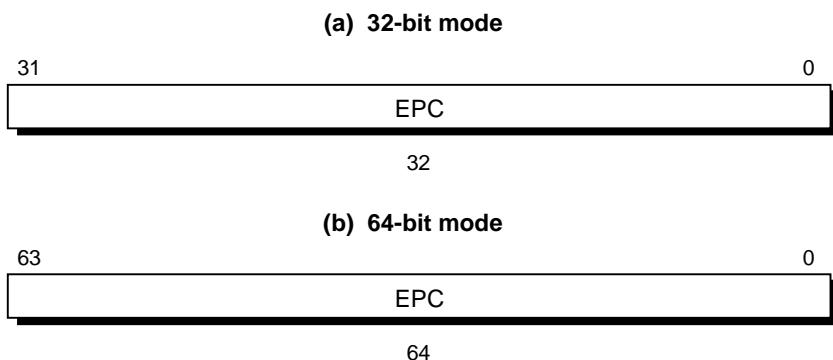 (a) 32-bit mode
31 0
EPC
32
(b) 64-bit mode
63 0
EPC
64